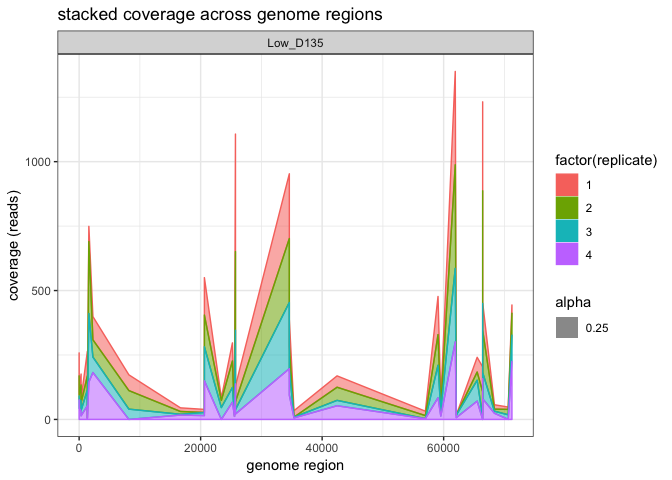 stacked coverage across genome regions
Low_D135
coverage (reads)
1000
500
0
0 20000 40000 60000
genome region
factor(replicate)
1
2
3
4
alpha
0.25